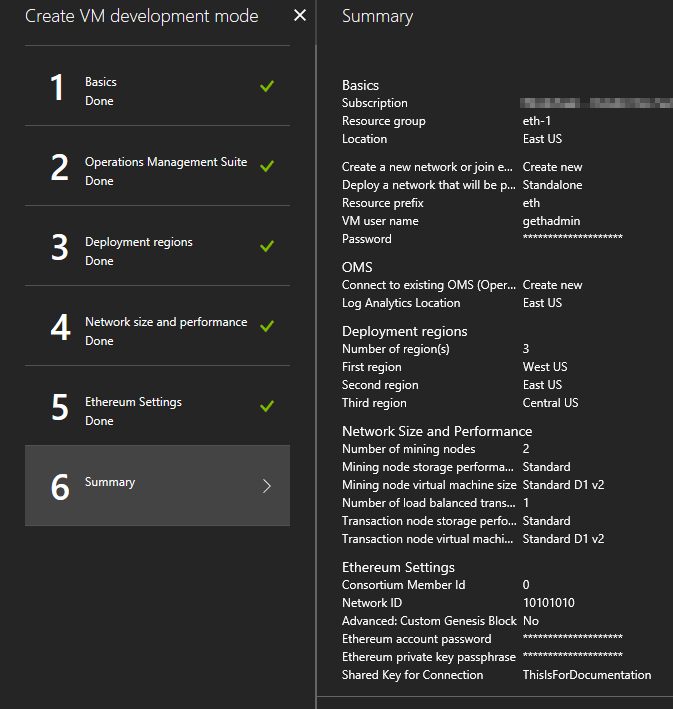 Create VM development mode
1
Basics
Done
2
Operations Management Suite
Done
3
Deployment regions
Done
4
Network size and performance
Done
5
Ethereum Settings
Done
6
Summary
Summary
Basics
Subscription
Resource group eth-1
Location East US
Create a new network or join e... Create new
Deploy a network that will be p... Standalone
Resource prefix eth
VM user name gethadmin
Password ********************
OMS
Connect to existing OMS (Oper... Create new
Log Analytics Location East US
Deployment regions
Number of region(s) 3
First region West US
Second region East US
Third region Central US
Network Size and Performance
Number of mining nodes 2
Mining node storage performa... Standard
Mining node virtual machine size Standard D1 v2
Number of load balanced trans... 1
Transaction node storage perfo... Standard
Transaction node virtual machi... Standard D1 v2
Ethereum Settings
Consortium Member Id 0
Network ID 10101010
Advanced: Custom Genesis Block No
Ethereum account password ********************
Ethereum private key passphrase ********************
Shared Key for Connection ThisIsForDocumentation